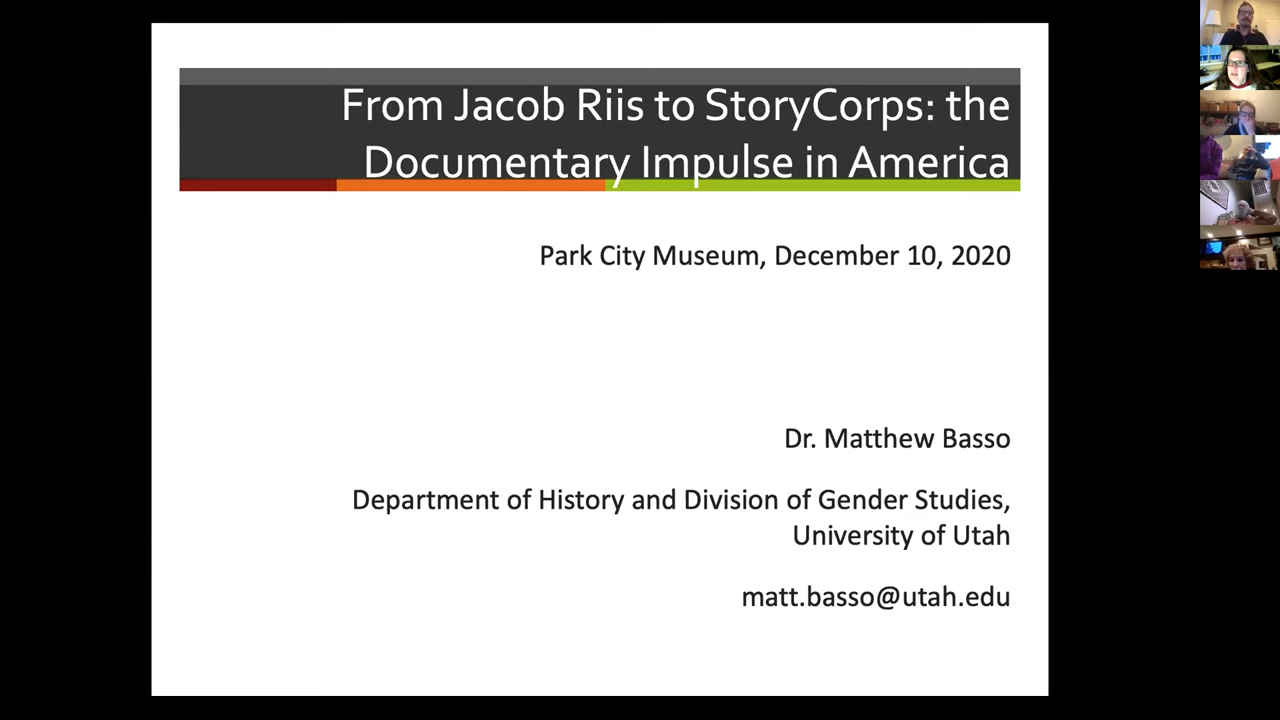 From Jacob Riis to StoryCorps: the
Documentary Impulse in America
Park City Museum, December 10, 2020
Dr. Matthew Basso
Department of History and Division of Gender Studies,
University of Utah
matt.basso@utah.edu